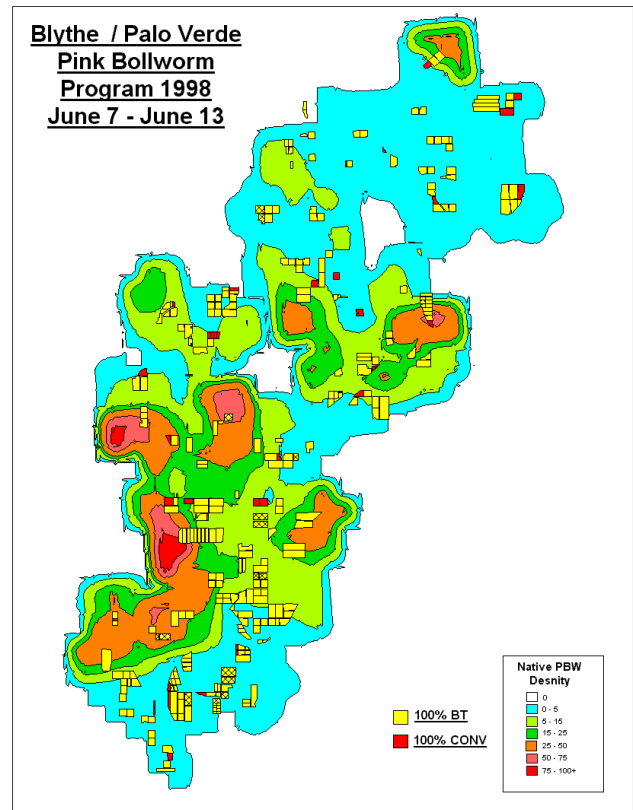 Blythe / Palo Verde
Pink Bollworm
Program 1998
June 7 - June 13
100% BT
100% CONV
Native PBW
Desnity
0
0 - 5
5 - 15
15 - 25
25 - 50
50 - 75
75 - 100+